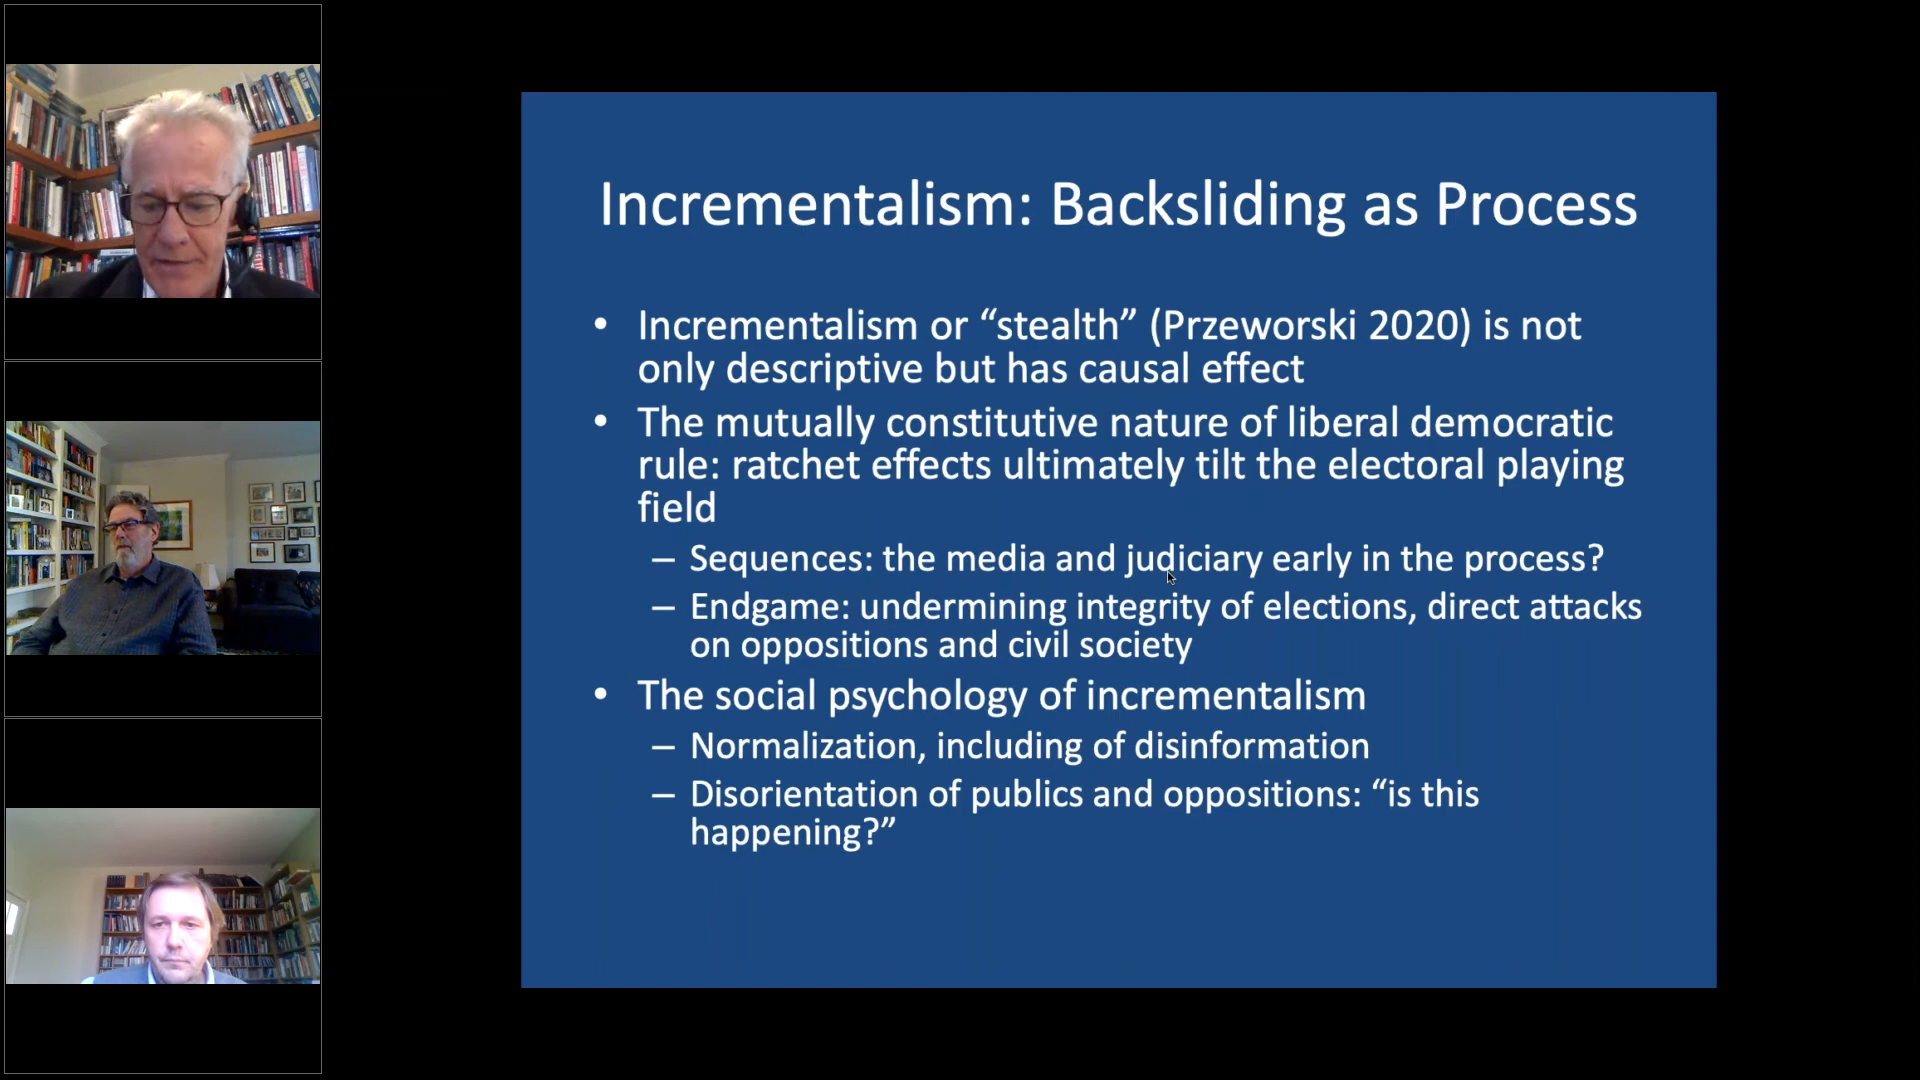 Incrementalism: Backsliding as Process
• Incrementalism or “stealth” (Przeworski 2020) is not
only descriptive but has causal effect
• The mutually constitutive nature of liberal democratic
rule: ratchet effects ultimately tilt the electoral playing
field
– Sequences: the media and judiciary early in the process?
– Endgame: undermining integrity of elections, direct attacks
on oppositions and civil society
• The social psychology of incrementalism
– Normalization, including of disinformation
– Disorientation of publics and oppositions: “is this
happening?”